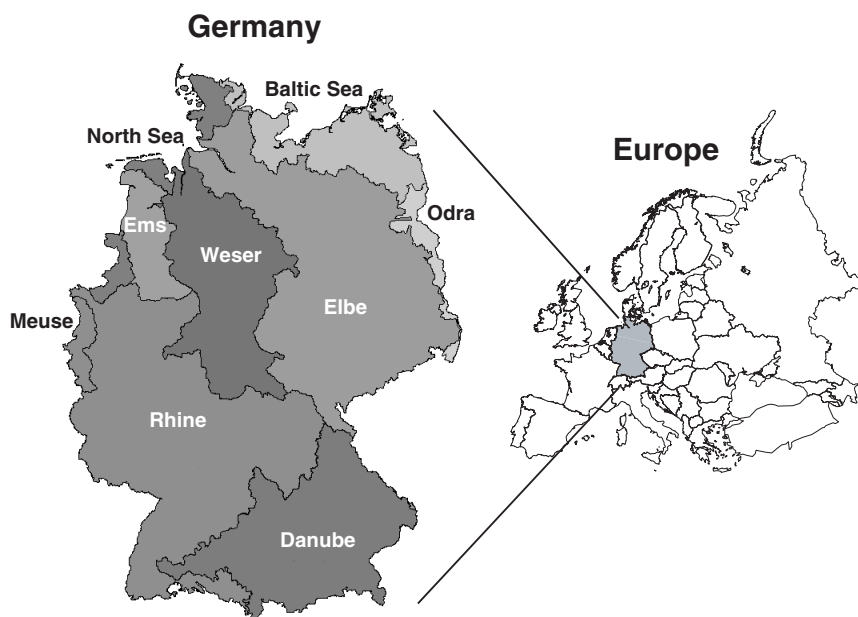 Germany
Baltic Sea
North Sea
Europe
Odra
Ems
Weser
Elbe
Meuse
Rhine
Danube